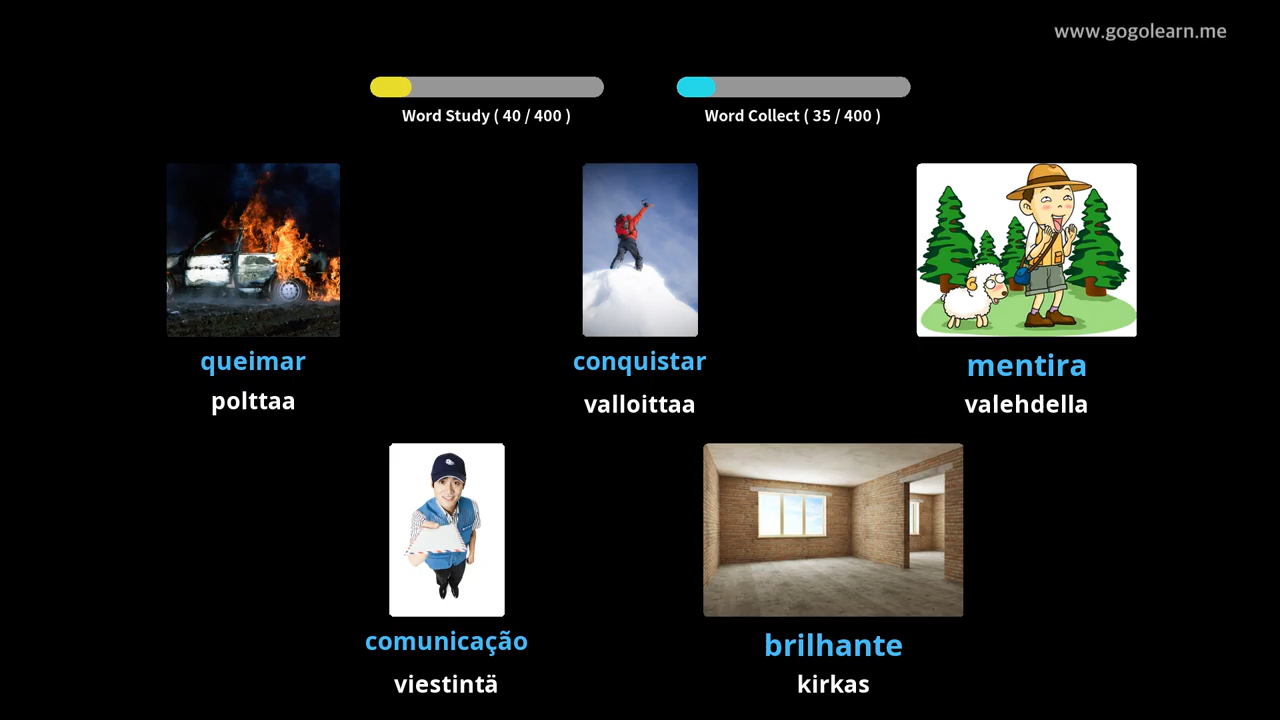 www.gogolearn.me
Word Study ( 40 / 400 )
Word Collect ( 35 / 400 )
queimar
polttaa
conquistar
valloittaa
mentira
valehdella
comunicação
viestintä
brilhante
kirkas